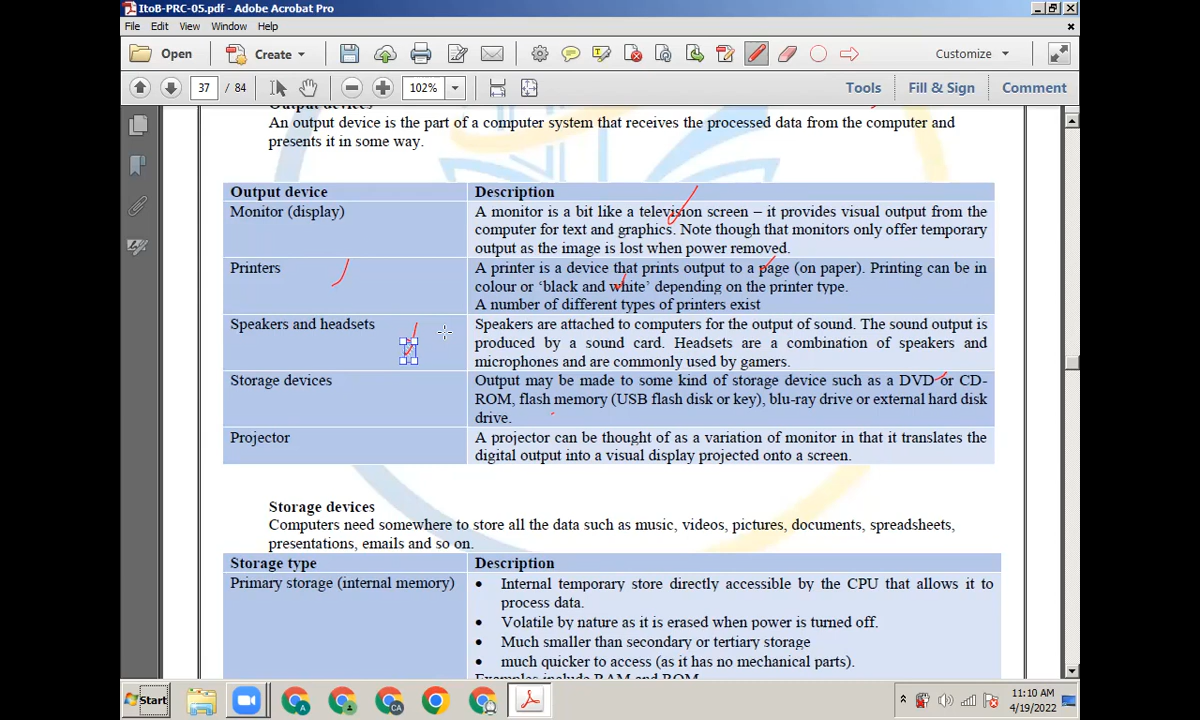 ItoB-PRC-05.pdf - Adobe Acrobat Pro
File Edit View Window Help
Open Create Customize
37 / 84 102% Tools Fill & Sign Comment
Output devices
An output device is the part of a computer system that receives the processed data from the computer and
presents it in some way.
Output device Description
Monitor (display) A monitor is a bit like a television screen – it provides visual output from the
computer for text and graphics. Note though that monitors only offer temporary
output as the image is lost when power removed.
Printers A printer is a device that prints output to a page (on paper). Printing can be in
colour or ‘black and white’ depending on the printer type.
A number of different types of printers exist
Speakers and headsets Speakers are attached to computers for the output of sound. The sound output is
produced by a sound card. Headsets are a combination of speakers and
microphones and are commonly used by gamers.
Storage devices Output may be made to some kind of storage device such as a DVD or CD-
ROM, flash memory (USB flash disk or key), blu-ray drive or external hard disk
drive.
Projector A projector can be thought of as a variation of monitor in that it translates the
digital output into a visual display projected onto a screen.
Storage devices
Computers need somewhere to store all the data such as music, videos, pictures, documents, spreadsheets,
presentations, emails and so on.
Storage type Description
Primary storage (internal memory) • Internal temporary store directly accessible by the CPU that allows it to
process data.
• Volatile by nature as it is erased when power is turned off.
• Much smaller than secondary or tertiary storage
• much quicker to access (as it has no mechanical parts).
Examples include RAM and ROM
Start A CA 11:10 AM
4/19/2022